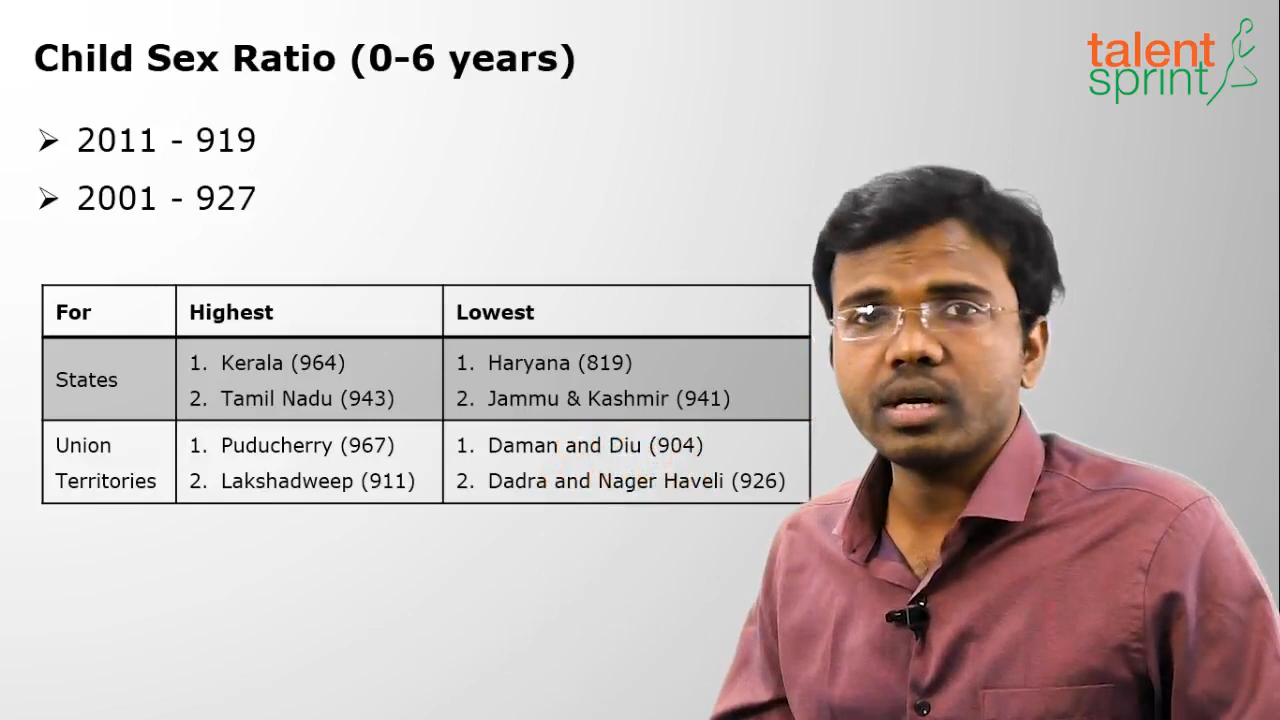 Child Sex Ratio (0-6 years)
talent
sprint
➢ 2011 - 919
➢ 2001 - 927
For Highest Lowest
States
1. Kerala (964)
2. Tamil Nadu (943)
1. Haryana (819)
2. Jammu & Kashmir (941)
Union
Territories
1. Puducherry (967)
2. Lakshadweep (911)
1. Daman and Diu (904)
2. Dadra and Nager Haveli (926)